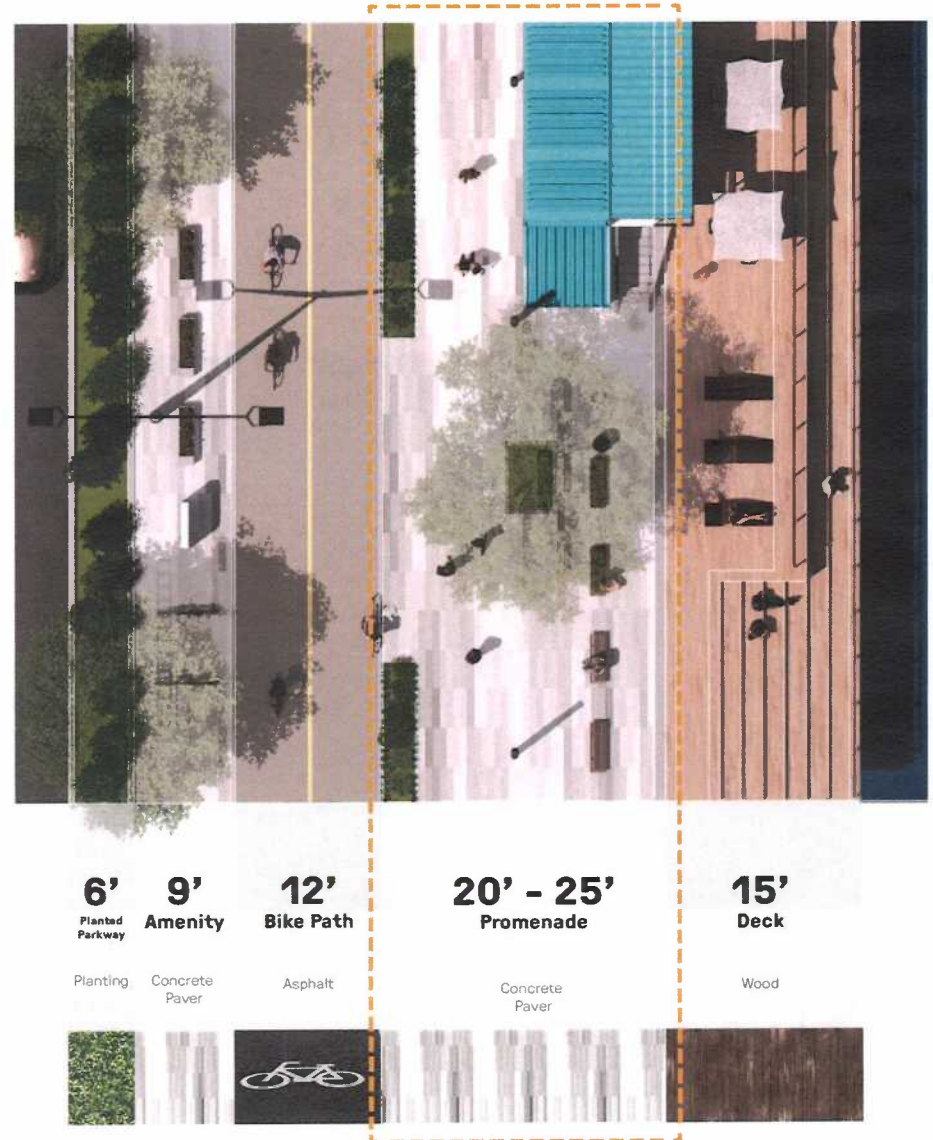 6'
Planted
Parkway
9'
Amenity
12'
Bike Path
20' - 25'
Promenade
15'
Deck
Planting
Concrete
Paver
Asphalt
Concrete
Paver
Wood